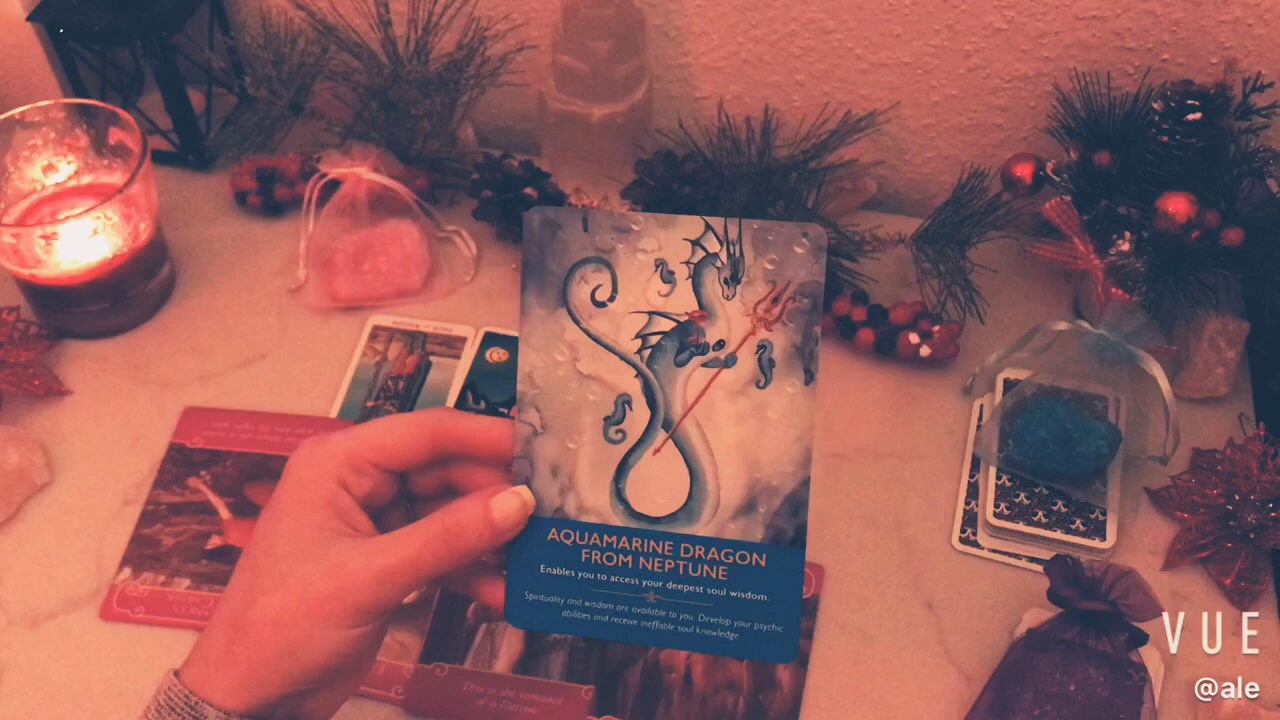 AQUAMARINE DRAGON
FROM NEPTUNE
Enables you to access your deepest soul wisdom.
Spirituality and wisdom are available to you. Develop your psychic
abilities and receive ineffable soul knowledge.
This is the romance
of a lifetime.
VUE
@ale